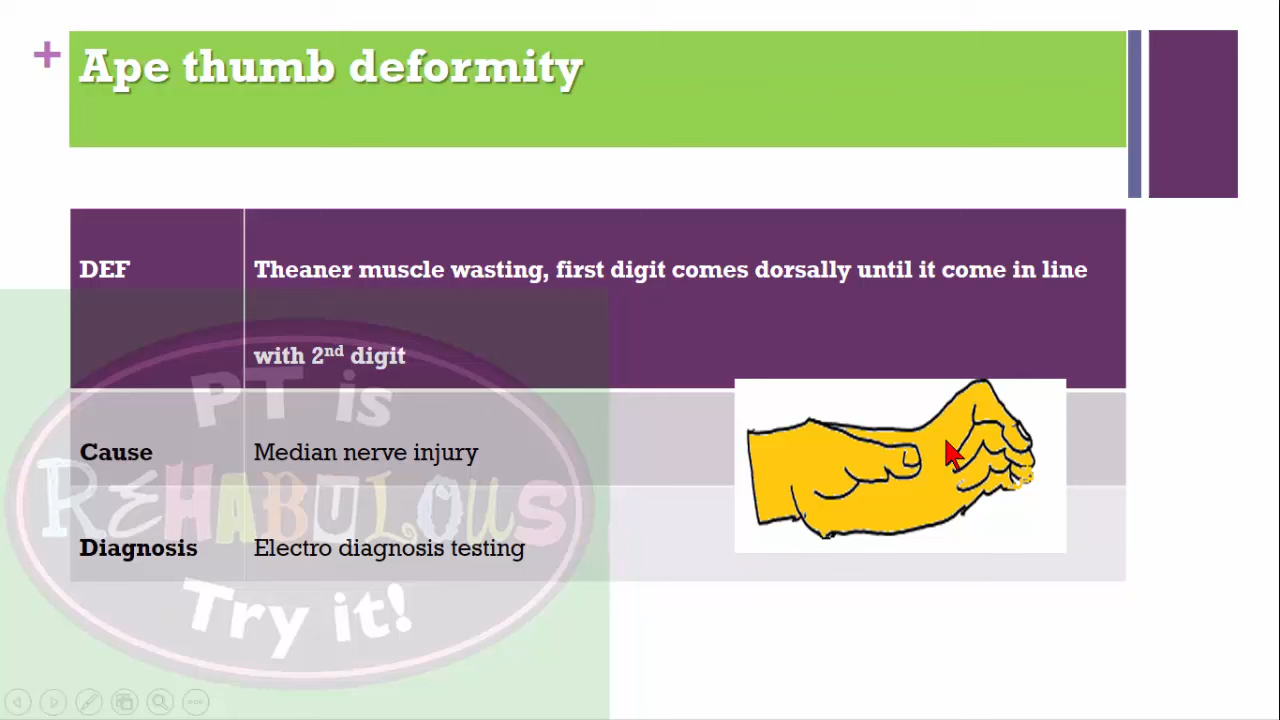 + Ape thumb deformity
DEF Theaner muscle wasting, first digit comes dorsally until it come in line
with 2nd digit
Cause Median nerve injury
Diagnosis Electro diagnosis testing
PT is
REHABULOUS
Try it!